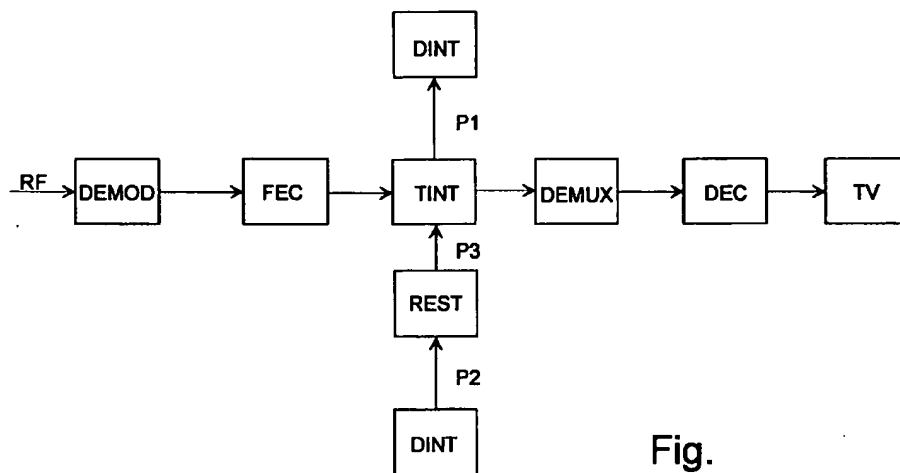 DINT
P1
RF
DEMOD
FEC
TINT
DEMUX
DEC
TV
P3
REST
P2
DINT
Fig.